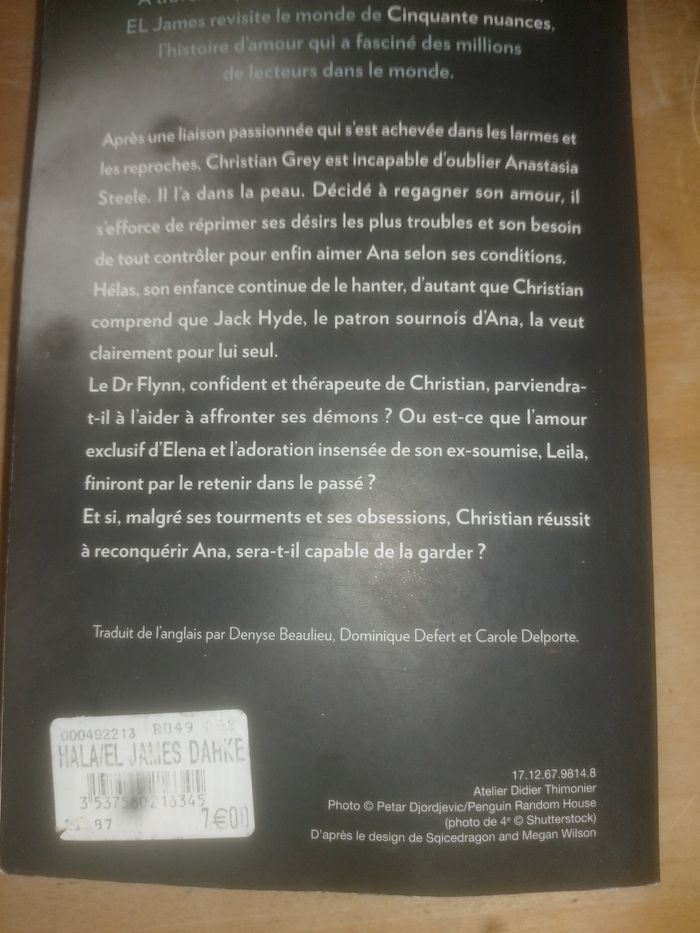 EL James revisite le monde de Cinquante nuances,
l'histoire d'amour qui a fasciné des millions
de lecteurs dans le monde.
Après une liaison passionnée qui s'est achevée dans les larmes et
les reproches, Christian Grey est incapable d'oublier Anastasia
Steele. Il l'a dans la peau. Décidé à regagner son amour, il
s'efforce de réprimer ses désirs les plus troubles et son besoin
de tout contrôler pour enfin aimer Ana selon ses conditions.
Hélas, son enfance continue de le hanter, d'autant que Christian
comprend que Jack Hyde, le patron sournois d'Ana, la veut
clairement pour lui seul.
Le Dr Flynn, confident et thérapeute de Christian, parviendra-
t-il à l'aider à affronter ses démons ? Ou est-ce que l'amour
exclusif d'Elena et l'adoration insensée de son ex-soumise, Leila,
finiront par le retenir dans le passé ?
Et si, malgré ses tourments et ses obsessions, Christian réussit
à reconquérir Ana, sera-t-il capable de la garder ?
Traduit de l'anglais par Denyse Beaulieu, Dominique Defert et Carole Delporte.
000492213 R049
HALA/EL JAMES DARKE
3 537560 216345
7€00
17.12.67.9814.8
Atelier Didier Thimonier
Photo © Petar Djordjevic/Penguin Random House
(photo de 4e © Shutterstock)
D'après le design de Sqicedragon and Megan Wilson